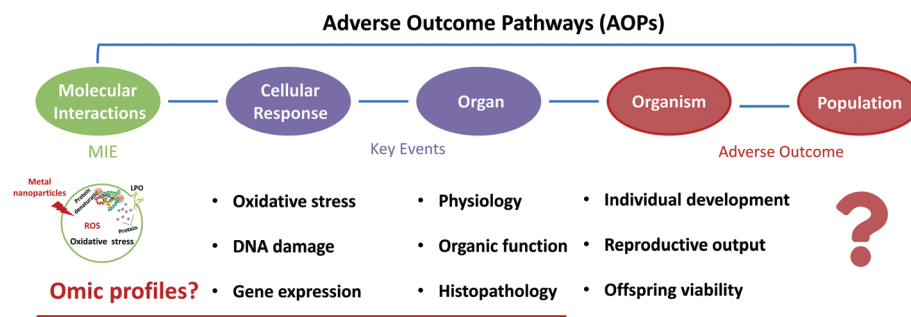 Adverse Outcome Pathways (AOPs)
Molecular
Interactions
Cellular
Response
Organ
Organism
Population
MIE
Key Events
Adverse Outcome
Metal
nanoparticles
Protein
denaturation
LPO
ROS
Protein
Oxidative stress
• Oxidative stress
• Physiology
• Individual development
?
• DNA damage
• Organic function
• Reproductive output
Omic profiles?
• Gene expression
• Histopathology
• Offspring viability